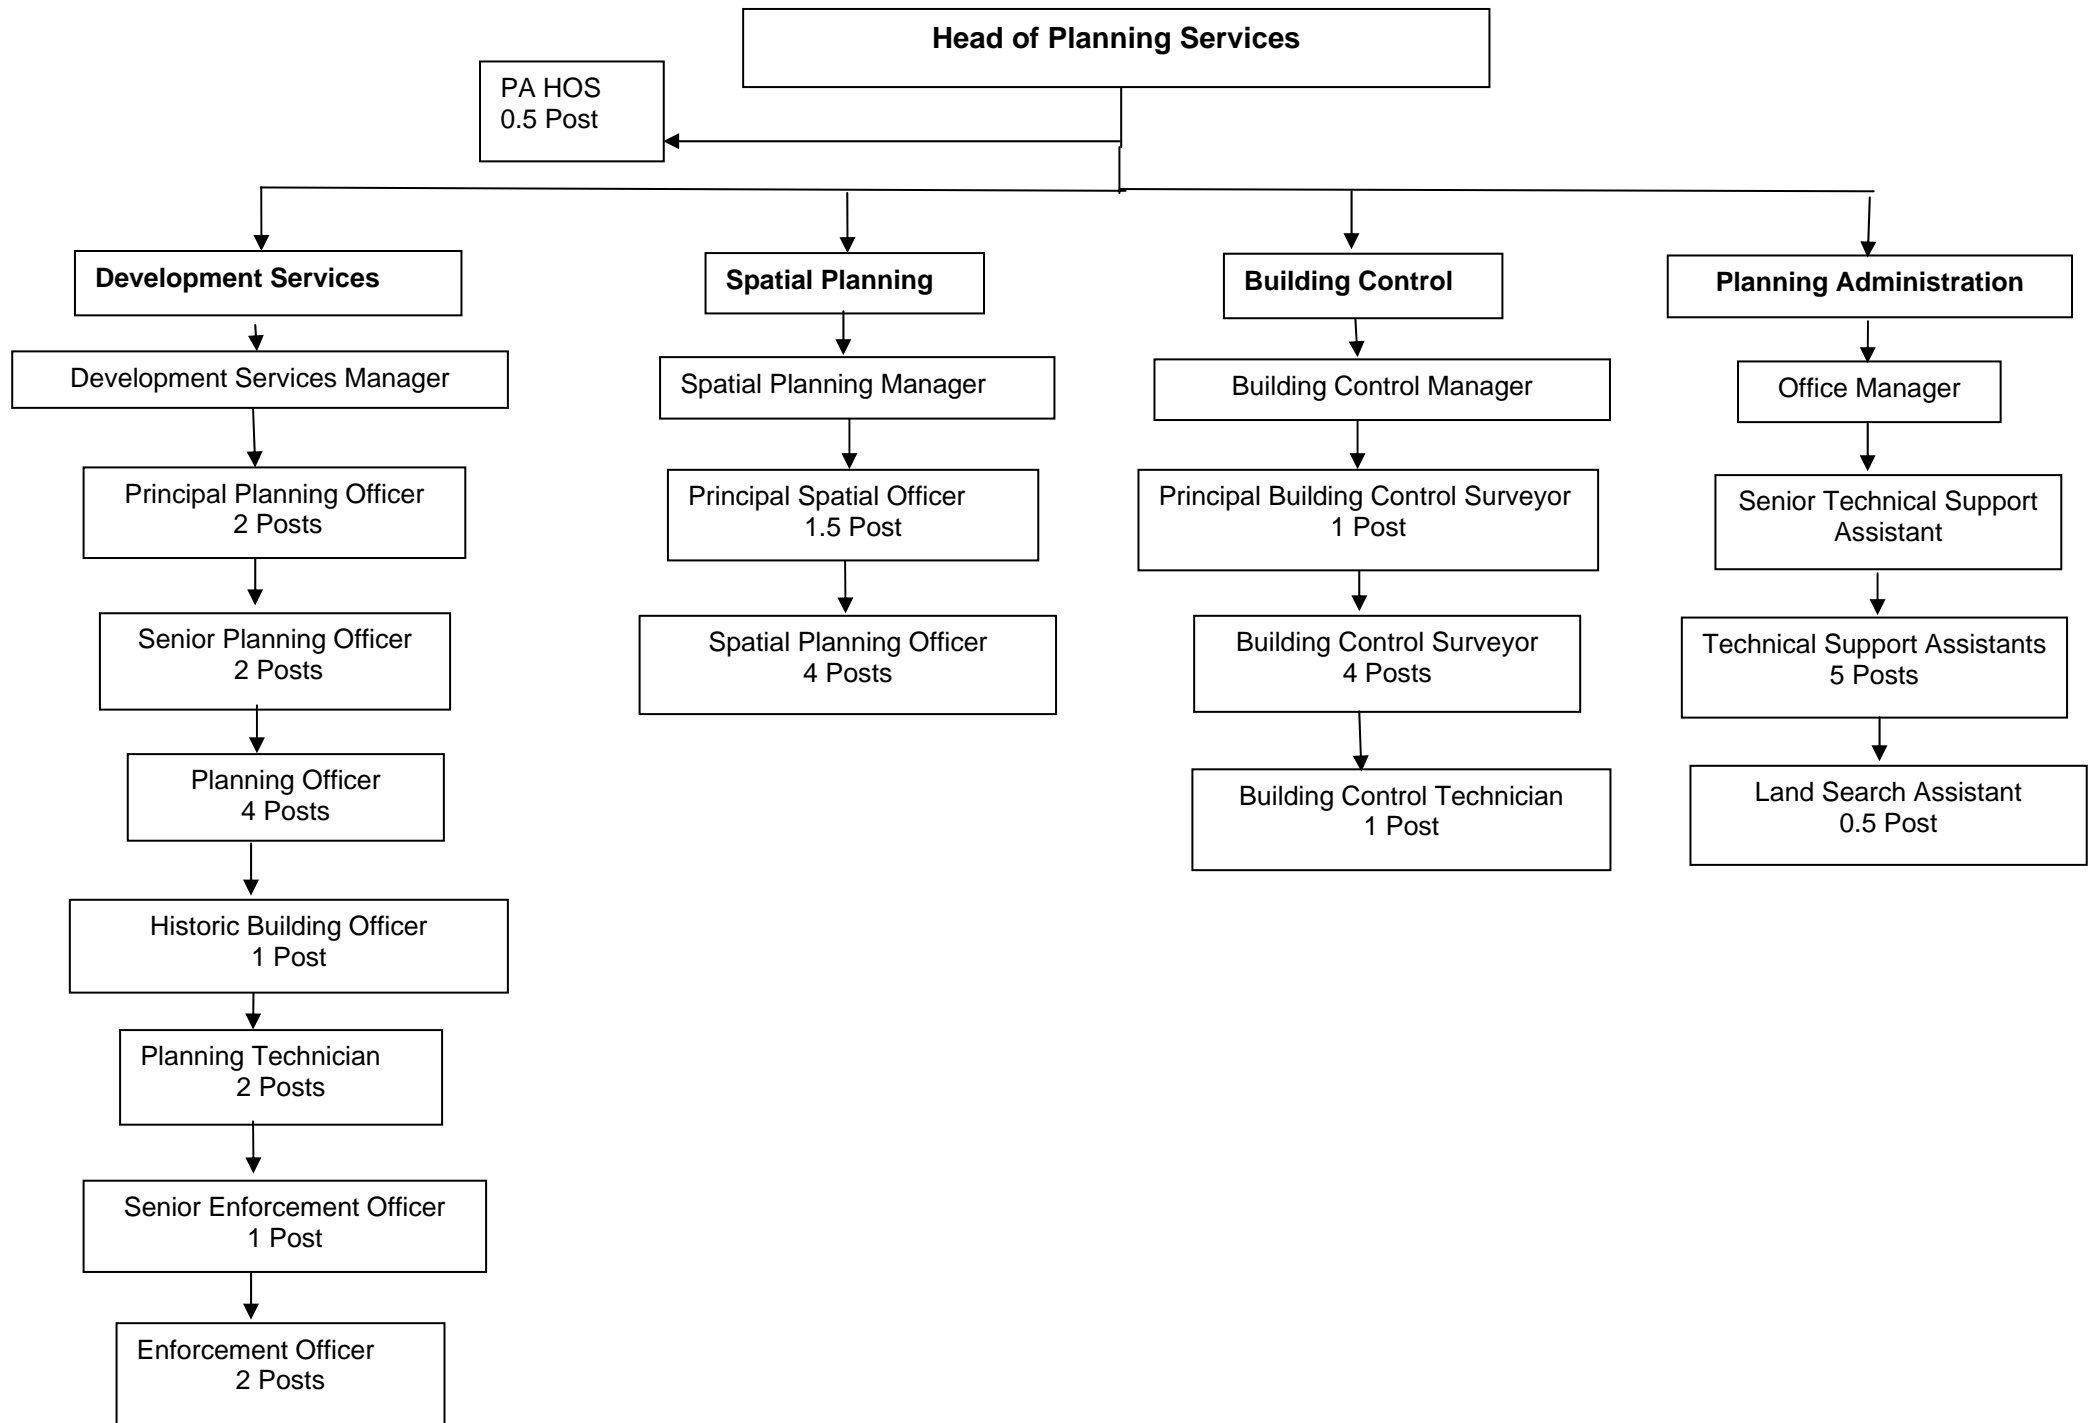 Head of Planning Services
PA HOS
0.5 Post
Development Services
Development Services Manager
Principal Planning Officer
2 Posts
Senior Planning Officer
2 Posts
Planning Officer
4 Posts
Historic Building Officer
1 Post
Planning Technician
2 Posts
Senior Enforcement Officer
1 Post
Enforcement Officer
2 Posts
Spatial Planning
Spatial Planning Manager
Principal Spatial Officer
1.5 Post
Spatial Planning Officer
4 Posts
Building Control
Building Control Manager
Principal Building Control Surveyor
1 Post
Building Control Surveyor
4 Posts
Building Control Technician
1 Post
Planning Administration
Office Manager
Senior Technical Support
Assistant
Technical Support Assistants
5 Posts
Land Search Assistant
0.5 Post